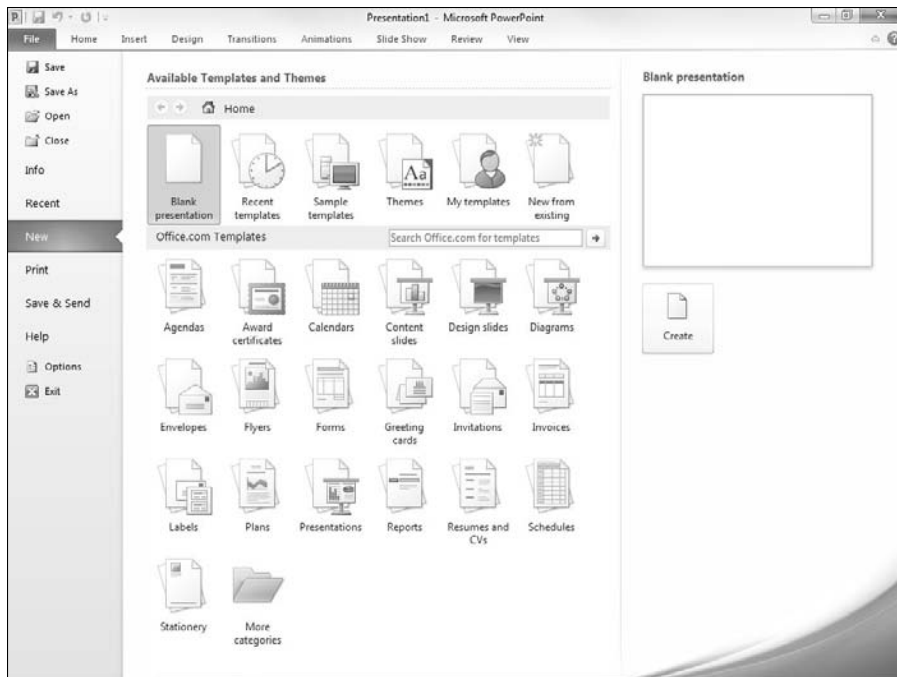 Presentation1 - Microsoft PowerPoint
File Home Insert Design Transitions Animations Slide Show Review View
Save
Save As
Open
Close
Info
Recent
New
Print
Save & Send
Help
Options
Exit
Available Templates and Themes
Home
Blank
presentation
Recent
templates
Sample
templates
Themes
My templates
New from
existing
Office.com Templates
Search Office.com for templates
Agendas
Award
certificates
Calendars
Content
slides
Design slides
Diagrams
Envelopes
Flyers
Forms
Greeting
cards
Invitations
Invoices
Labels
Plans
Presentations
Reports
Resumes and
CVs
Schedules
Stationery
More
categories
Blank presentation
Create